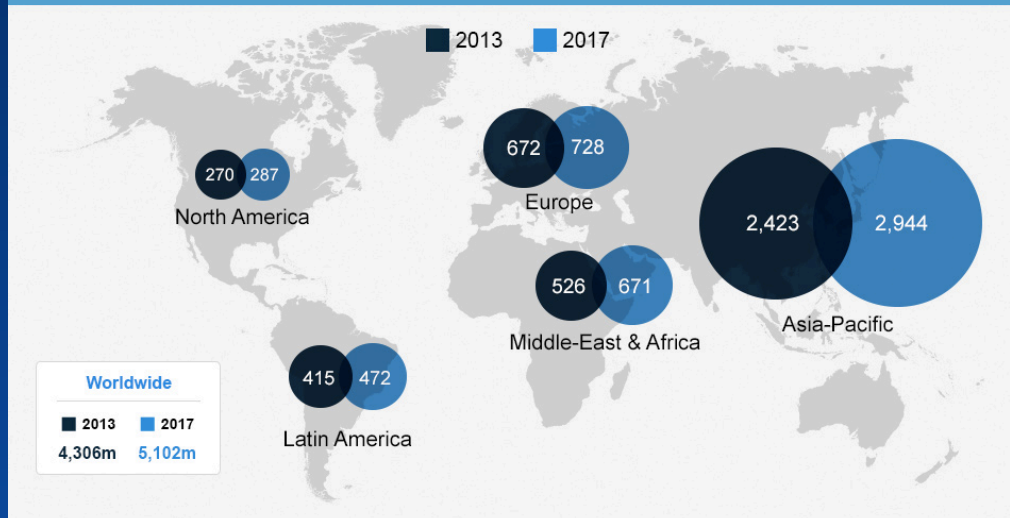 2013 2017
270 287
North America
672 728
Europe
2,423 2,944
Asia-Pacific
526 671
Middle-East & Africa
415 472
Latin America
Worldwide
2013 2017
4,306m 5,102m